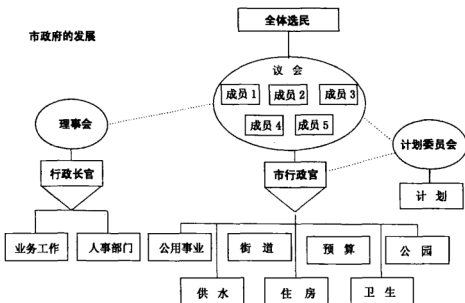 市政府的发展
全体选民
议会
成员1 成员2 成员3
成员4 成员5
理事会
计划委员会
行政长官
市行政官
计划
业务工作 人事部门 公用事业 街道 预算 公园
供水 住房 卫生